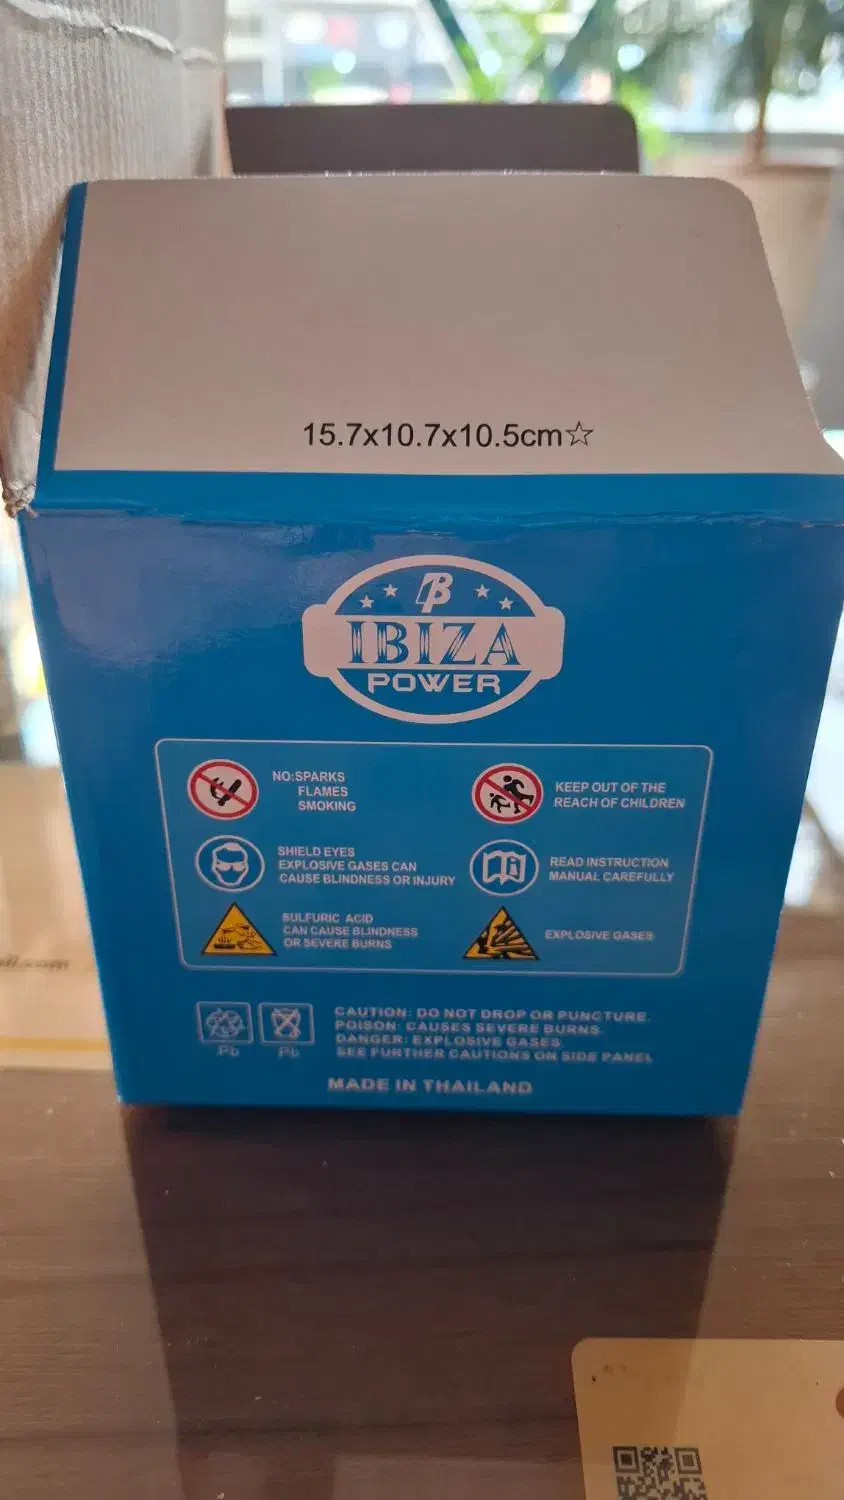 15.7x10.7x10.5cm☆
IBIZA
POWER
NO:SPARKS
FLAMES
SMOKING
KEEP OUT OF THE
REACH OF CHILDREN
SHIELD EYES
EXPLOSIVE GASES CAN
CAUSE BLINDNESS OR INJURY
READ INSTRUCTION
MANUAL CAREFULLY
SULFURIC ACID
CAN CAUSE BLINDNESS
OR SEVERE BURNS
EXPLOSIVE GASES
Pb
Pb
CAUTION: DO NOT DROP OR PUNCTURE.
POISON: CAUSES SEVERE BURNS.
DANGER: EXPLOSIVE GASES.
SEE FURTHER CAUTIONS ON SIDE PANEL
MADE IN THAILAND